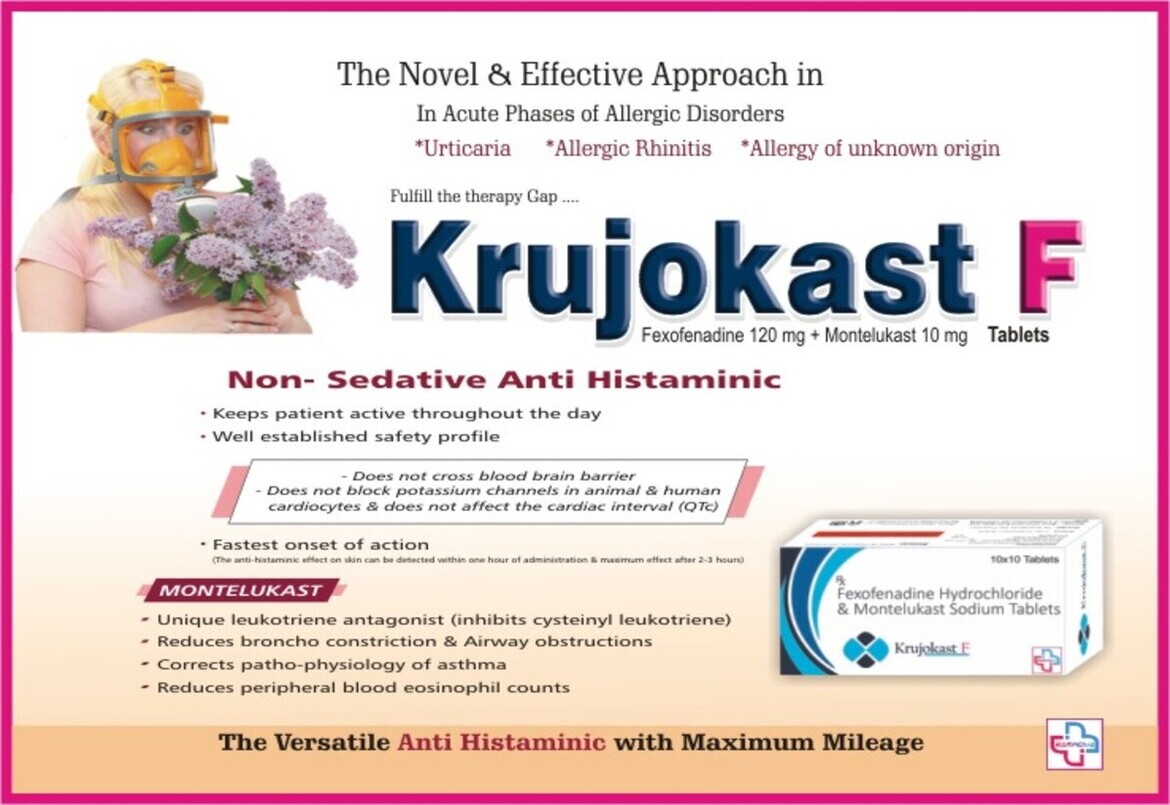 The Novel & Effective Approach in
In Acute Phases of Allergic Disorders
*Urticaria *Allergic Rhinitis *Allergy of unknown origin
Fulfill the therapy Gap ....
Krujokast F
Fexofenadine 120 mg + Montelukast 10 mg Tablets
Non- Sedative Anti Histaminic
• Keeps patient active throughout the day
• Well established safety profile
- Does not cross blood brain barrier
- Does not block potassium channels in animal & human
cardiocytes & does not affect the cardiac interval (QTc)
• Fastest onset of action
(The anti-histaminic effect on skin can be detected within one hour of administration & maximum effect after 2-3 hours)
MONTELUKAST
Unique leukotriene antagonist (inhibits cysteinyl leukotriene)
Reduces broncho constriction & Airway obstructions
Corrects patho-physiology of asthma
Reduces peripheral blood eosinophil counts
10x10 Tablets
Rx
Fexofenadine Hydrochloride
& Montelukast Sodium Tablets
Krujokast F
Krujokast F
The Versatile Anti Histaminic with Maximum Mileage